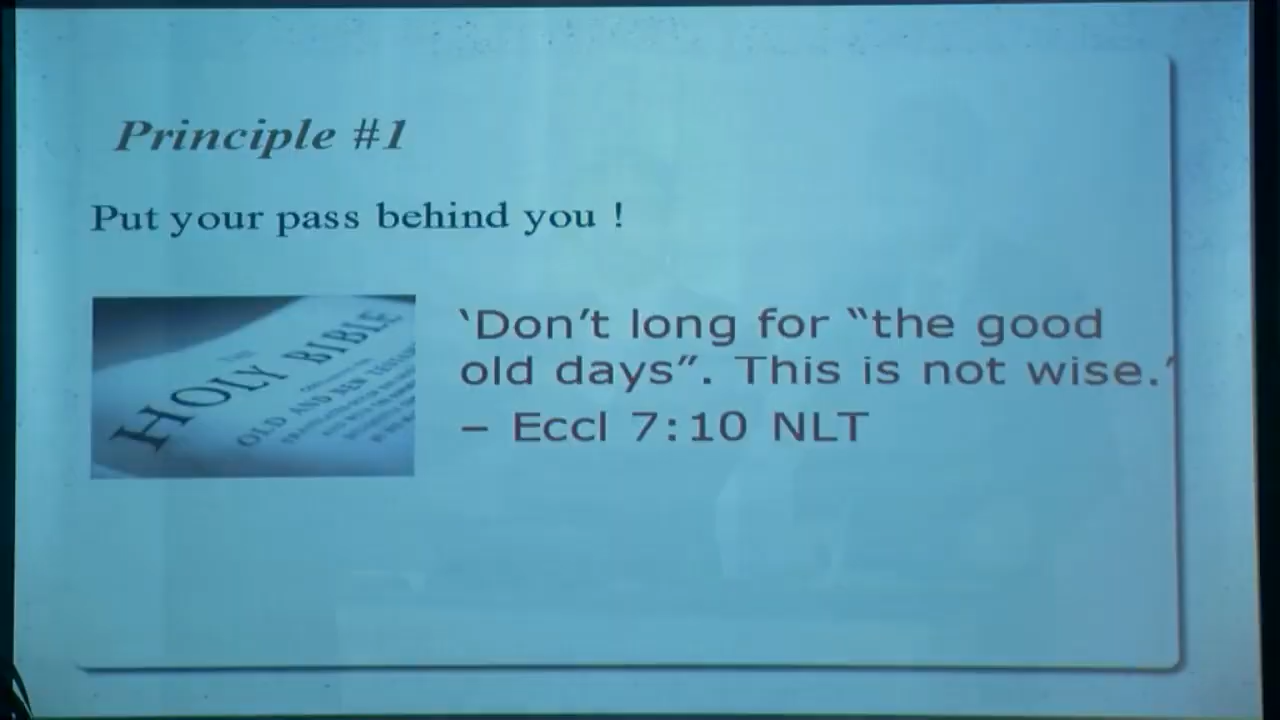 Principle #1
Put your pass behind you !
HOLY BIBLE
OLD AND NEW
‘Don’t long for “the good
old days”. This is not wise.’
– Eccl 7:10 NLT